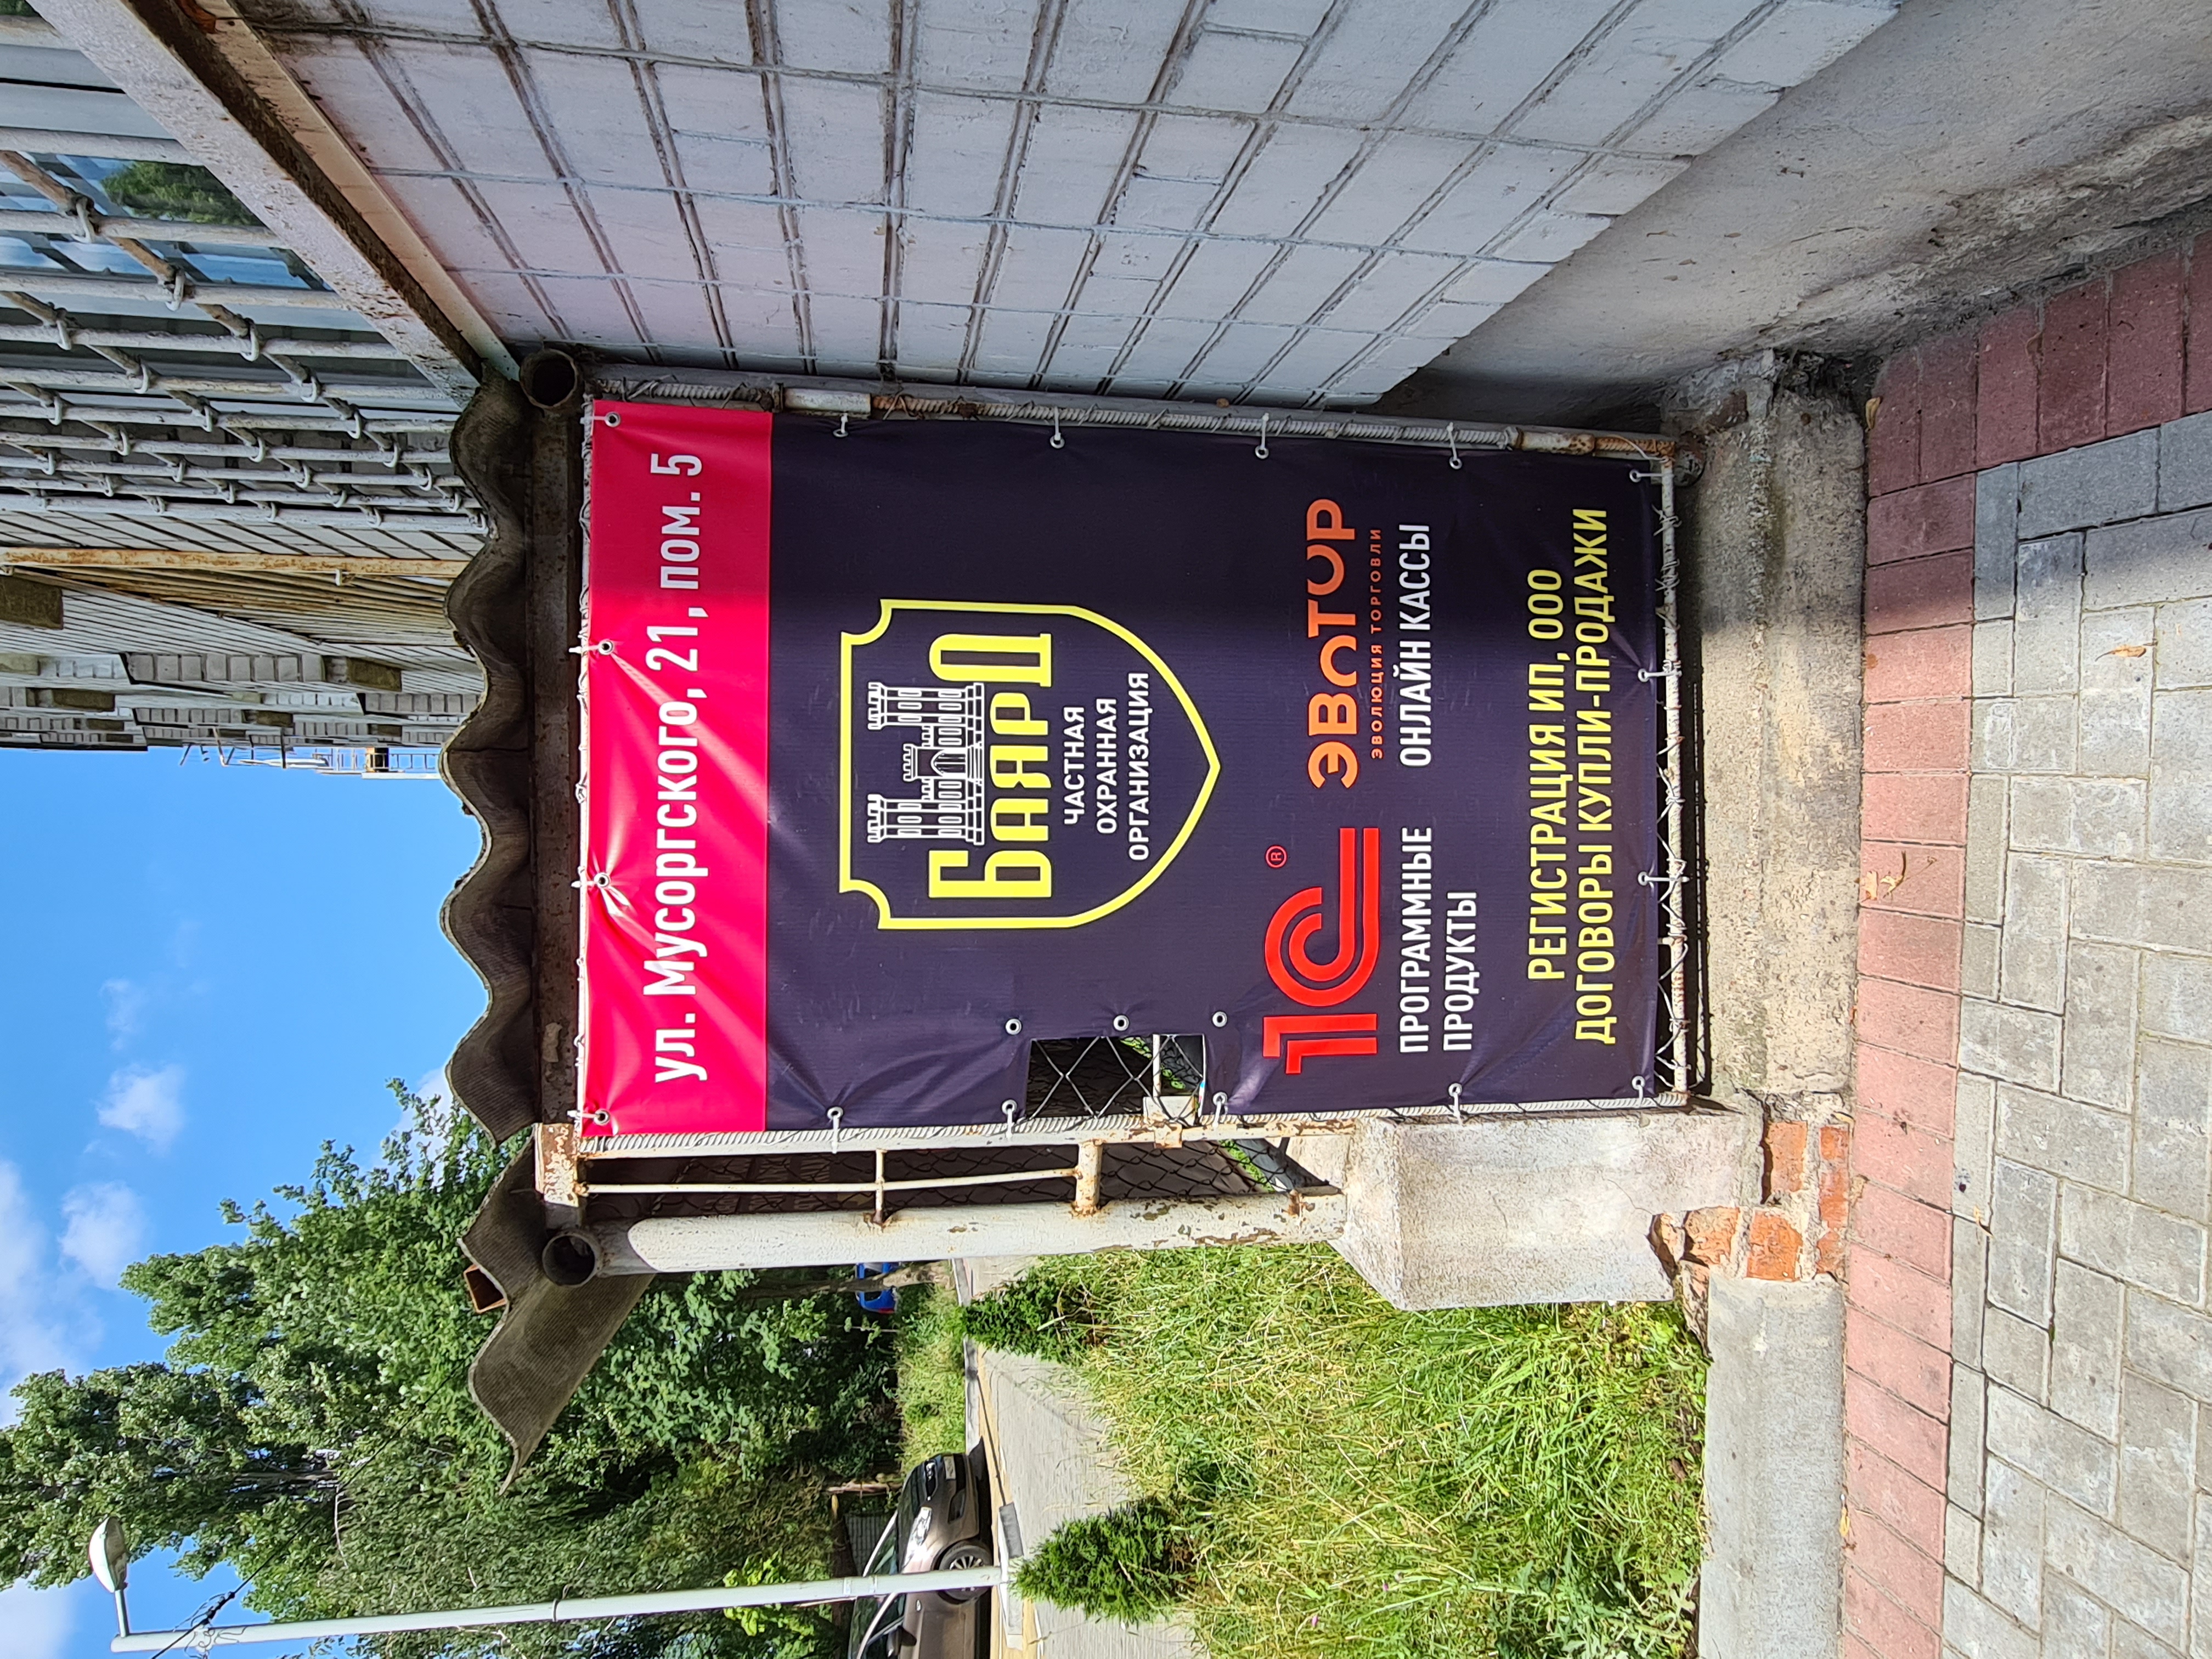 ул. Мусоргского, 21, пом. 5
БАЯРД
ЧАСТНАЯ
ОХРАННАЯ
ОРГАНИЗАЦИЯ
1С ®
ПРОГРАММНЫЕ
ПРОДУКТЫ
ЭВОТОР
ЭВОЛЮЦИЯ ТОРГОВЛИ
ОНЛАЙН КАССЫ
РЕГИСТРАЦИЯ ИП, ООО
ДОГОВОРЫ КУПЛИ-ПРОДАЖИ